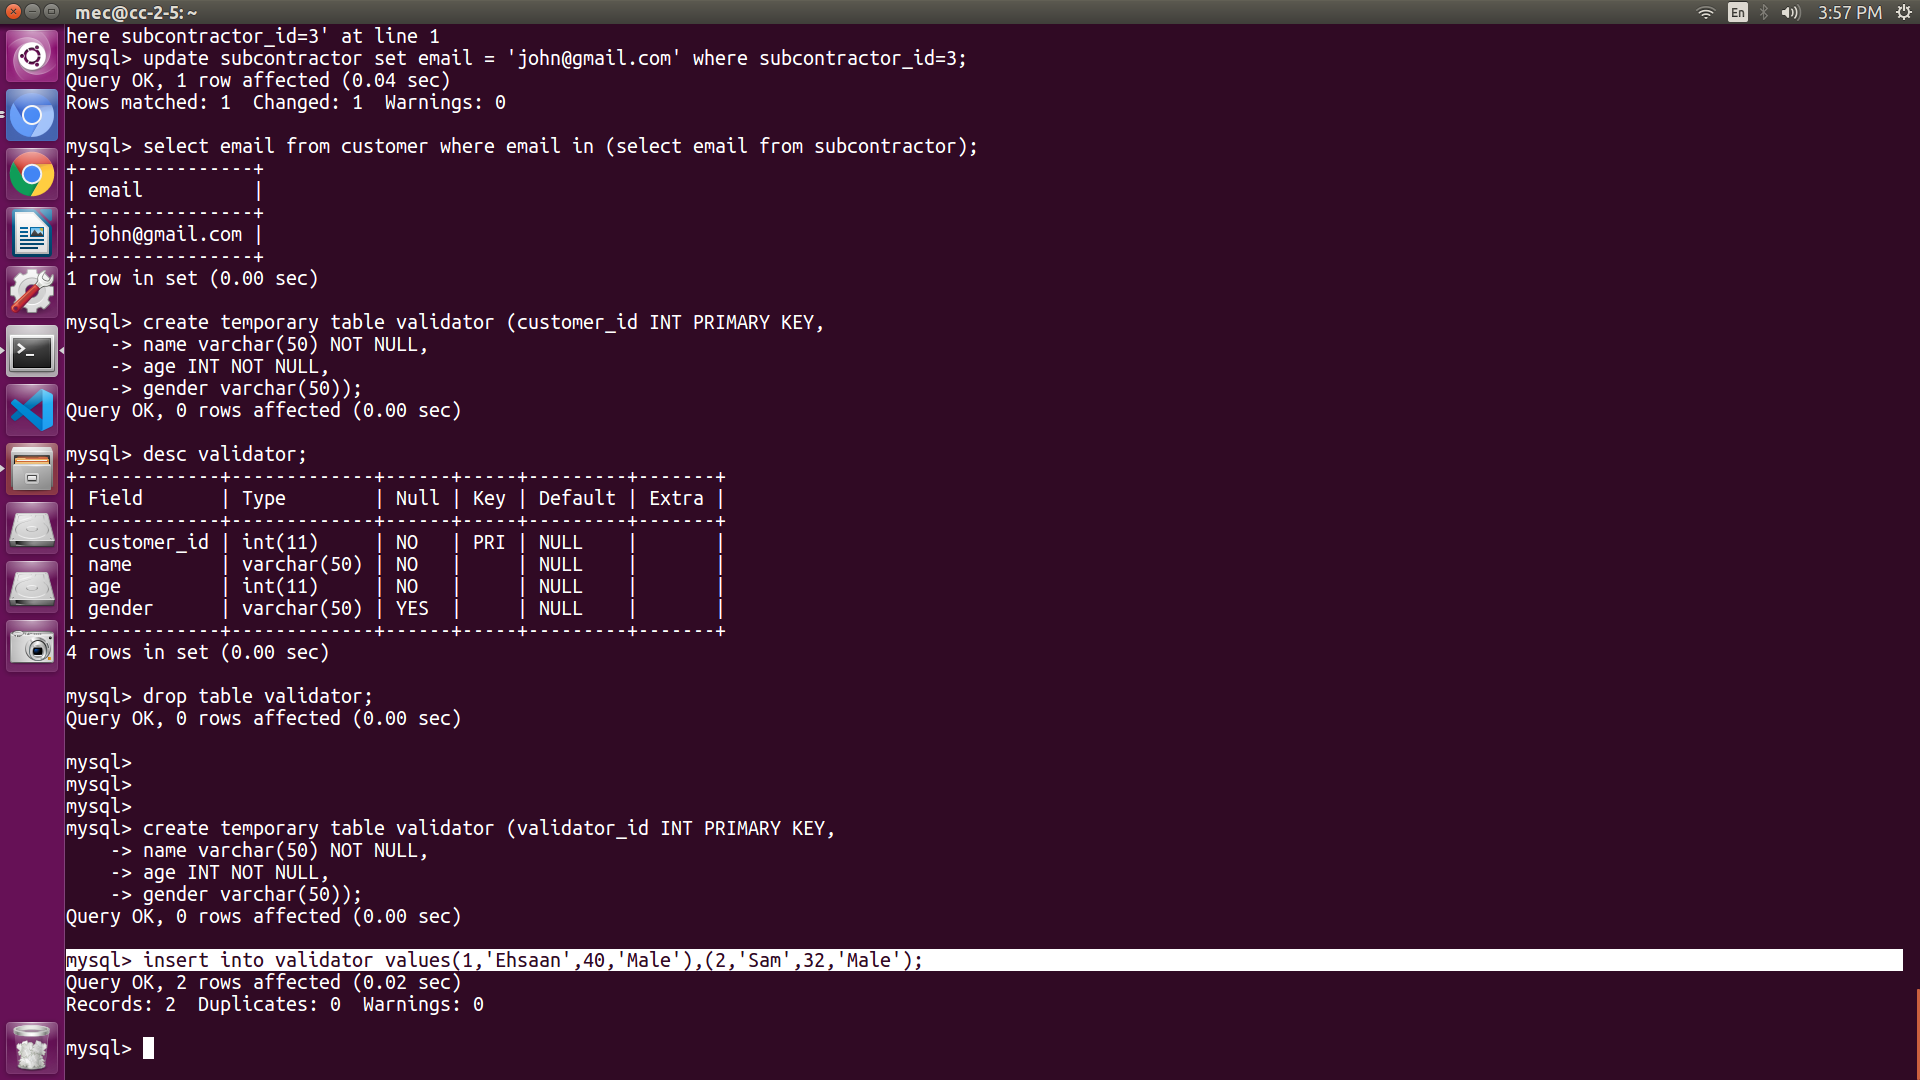 mec@cc-2-5: ~
En
3:57 PM
here subcontractor_id=3' at line 1
mysql> update subcontractor set email = 'john@gmail.com' where subcontractor_id=3;
Query OK, 1 row affected (0.04 sec)
Rows matched: 1  Changed: 1  Warnings: 0
mysql> select email from customer where email in (select email from subcontractor);
+----------------+
| email          |
+----------------+
| john@gmail.com |
+----------------+
1 row in set (0.00 sec)
mysql> create temporary table validator (customer_id INT PRIMARY KEY,
    -> name varchar(50) NOT NULL,
    -> age INT NOT NULL,
    -> gender varchar(50));
Query OK, 0 rows affected (0.00 sec)
mysql> desc validator;
+-------------+-------------+------+-----+---------+-------+
| Field       | Type        | Null | Key | Default | Extra |
+-------------+-------------+------+-----+---------+-------+
| customer_id | int(11)     | NO   | PRI | NULL    |       |
| name        | varchar(50) | NO   |     | NULL    |       |
| age         | int(11)     | NO   |     | NULL    |       |
| gender      | varchar(50) | YES  |     | NULL    |       |
+-------------+-------------+------+-----+---------+-------+
4 rows in set (0.00 sec)
mysql> drop table validator;
Query OK, 0 rows affected (0.00 sec)
mysql>
mysql>
mysql>
mysql> create temporary table validator (validator_id INT PRIMARY KEY,
    -> name varchar(50) NOT NULL,
    -> age INT NOT NULL,
    -> gender varchar(50));
Query OK, 0 rows affected (0.00 sec)
mysql> insert into validator values(1,'Ehsaan',40,'Male'),(2,'Sam',32,'Male');
Query OK, 2 rows affected (0.02 sec)
Records: 2  Duplicates: 0  Warnings: 0
mysql>